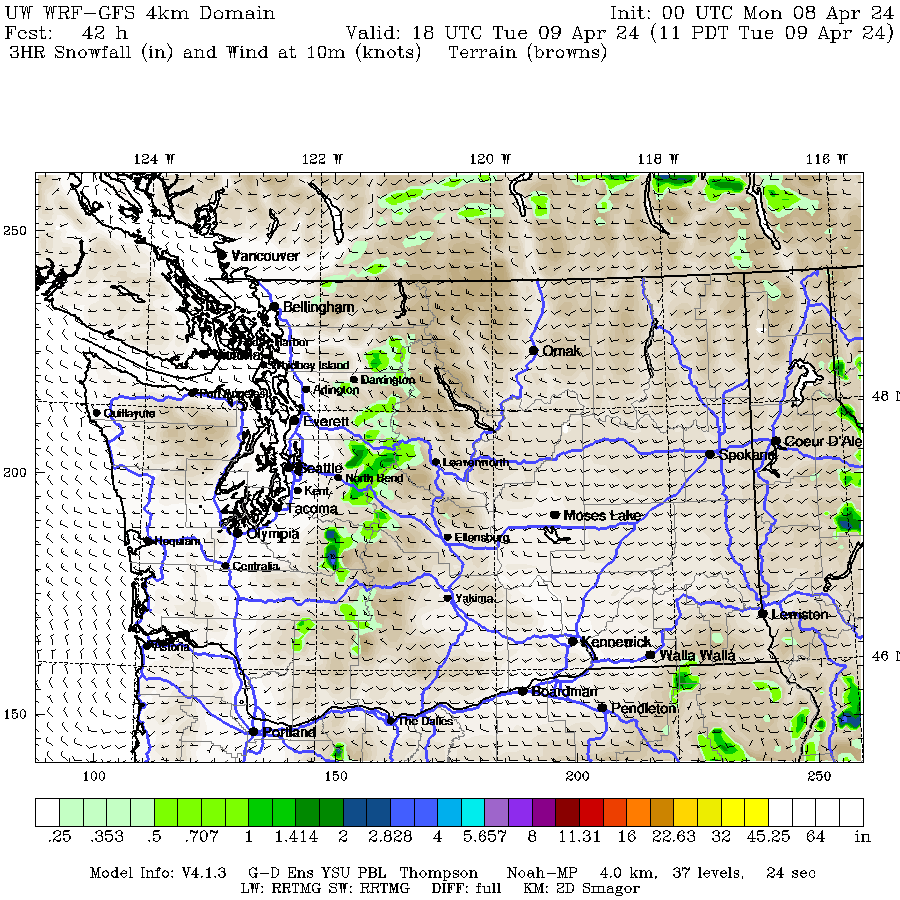 UW WRF-GFS 4km Domain Init: 00 UTC Mon 08 Apr 24
Fcst: 42 h Valid: 18 UTC Tue 09 Apr 24 (11 PDT Tue 09 Apr 24)
3HR Snowfall (in) and Wind at 10m (knots) Terrain (browns)
124 W 122 W 120 W 118 W 116 W
250
Vancouver
Bellingham
Harbor
Victoria
Whidbey Island
Omak
Darrington
Port Angeles
Arlington
48 N
Quillayute
Everett
Coeur D'Ale
Spokane
200
Seattle
Leavenworth
North Bend
Kent
Tacoma
Moses Lake
Olympia
Hoquiam
Ellensburg
Centralia
Yakima
Lewiston
Astoria
Kennewick
Walla Walla
46 N
Boardman
Pendleton
150
The Dalles
Portland
100 150 200 250
.25 .353 .5 .707 1 1.414 2 2.828 4 5.657 8 11.31 16 22.63 32 45.25 64 in
Model Info: V4.1.3 G-D Ens YSU PBL Thompson Noah-MP 4.0 km, 37 levels, 24 sec
LW: RRTMG SW: RRTMG DIFF: full KM: 2D Smagor